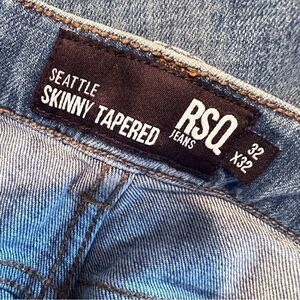 SEATTLE
SKINNY TAPERED
RSQ
JEANS
32
X32